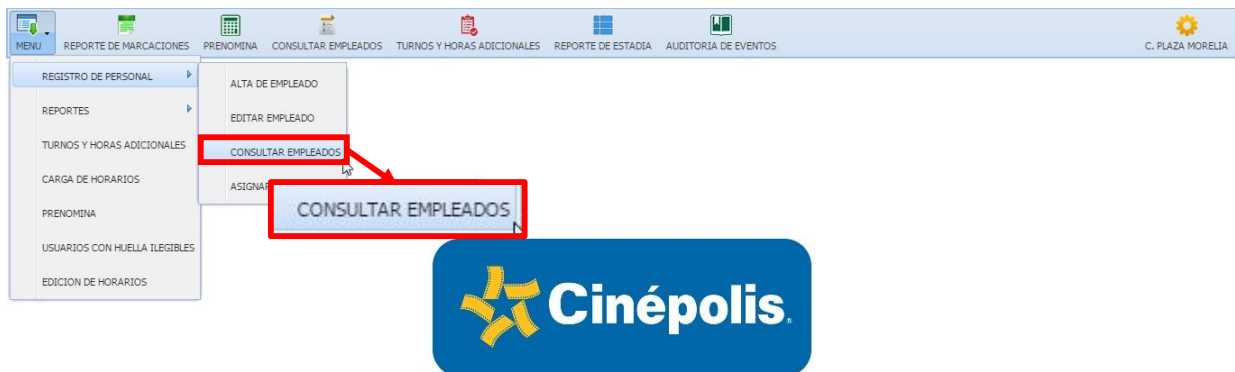 MENU REPORTE DE MARCACIONES PRENOMINA CONSULTAR EMPLEADOS TURNOS Y HORAS ADICIONALES REPORTE DE ESTADIA AUDITORIA DE EVENTOS C. PLAZA MORELIA
REGISTRO DE PERSONAL
REPORTES
TURNOS Y HORAS ADICIONALES
CARGA DE HORARIOS
PRENOMINA
USUARIOS CON HUELLA ILEGIBLES
EDICION DE HORARIOS
ALTA DE EMPLEADO
EDITAR EMPLEADO
CONSULTAR EMPLEADOS
CONSULTAR EMPLEADOS
Cinépolis